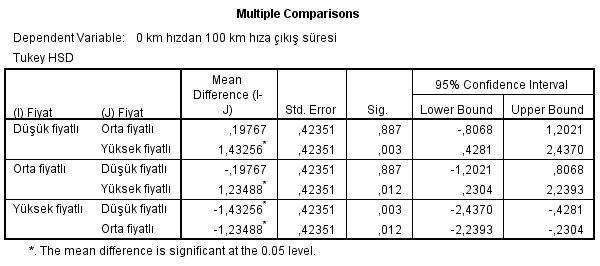 Multiple Comparisons
Dependent Variable: 0 km hızdan 100 km hıza çıkış süresi
Tukey HSD
(I) Fiyat (J) Fiyat Mean Difference (I-J) Std. Error Sig. 95% Confidence Interval
Lower Bound Upper Bound
Düşük fiyatlı Orta fiyatlı ,19767 ,42351 ,887 -,8068 1,2021
Yüksek fiyatlı 1,43256* ,42351 ,003 ,4281 2,4370
Orta fiyatlı Düşük fiyatlı -,19767 ,42351 ,887 -1,2021 ,8068
Yüksek fiyatlı 1,23488* ,42351 ,012 ,2304 2,2393
Yüksek fiyatlı Düşük fiyatlı -1,43256* ,42351 ,003 -2,4370 -,4281
Orta fiyatlı -1,23488* ,42351 ,012 -2,2393 -,2304
*. The mean difference is significant at the 0.05 level.